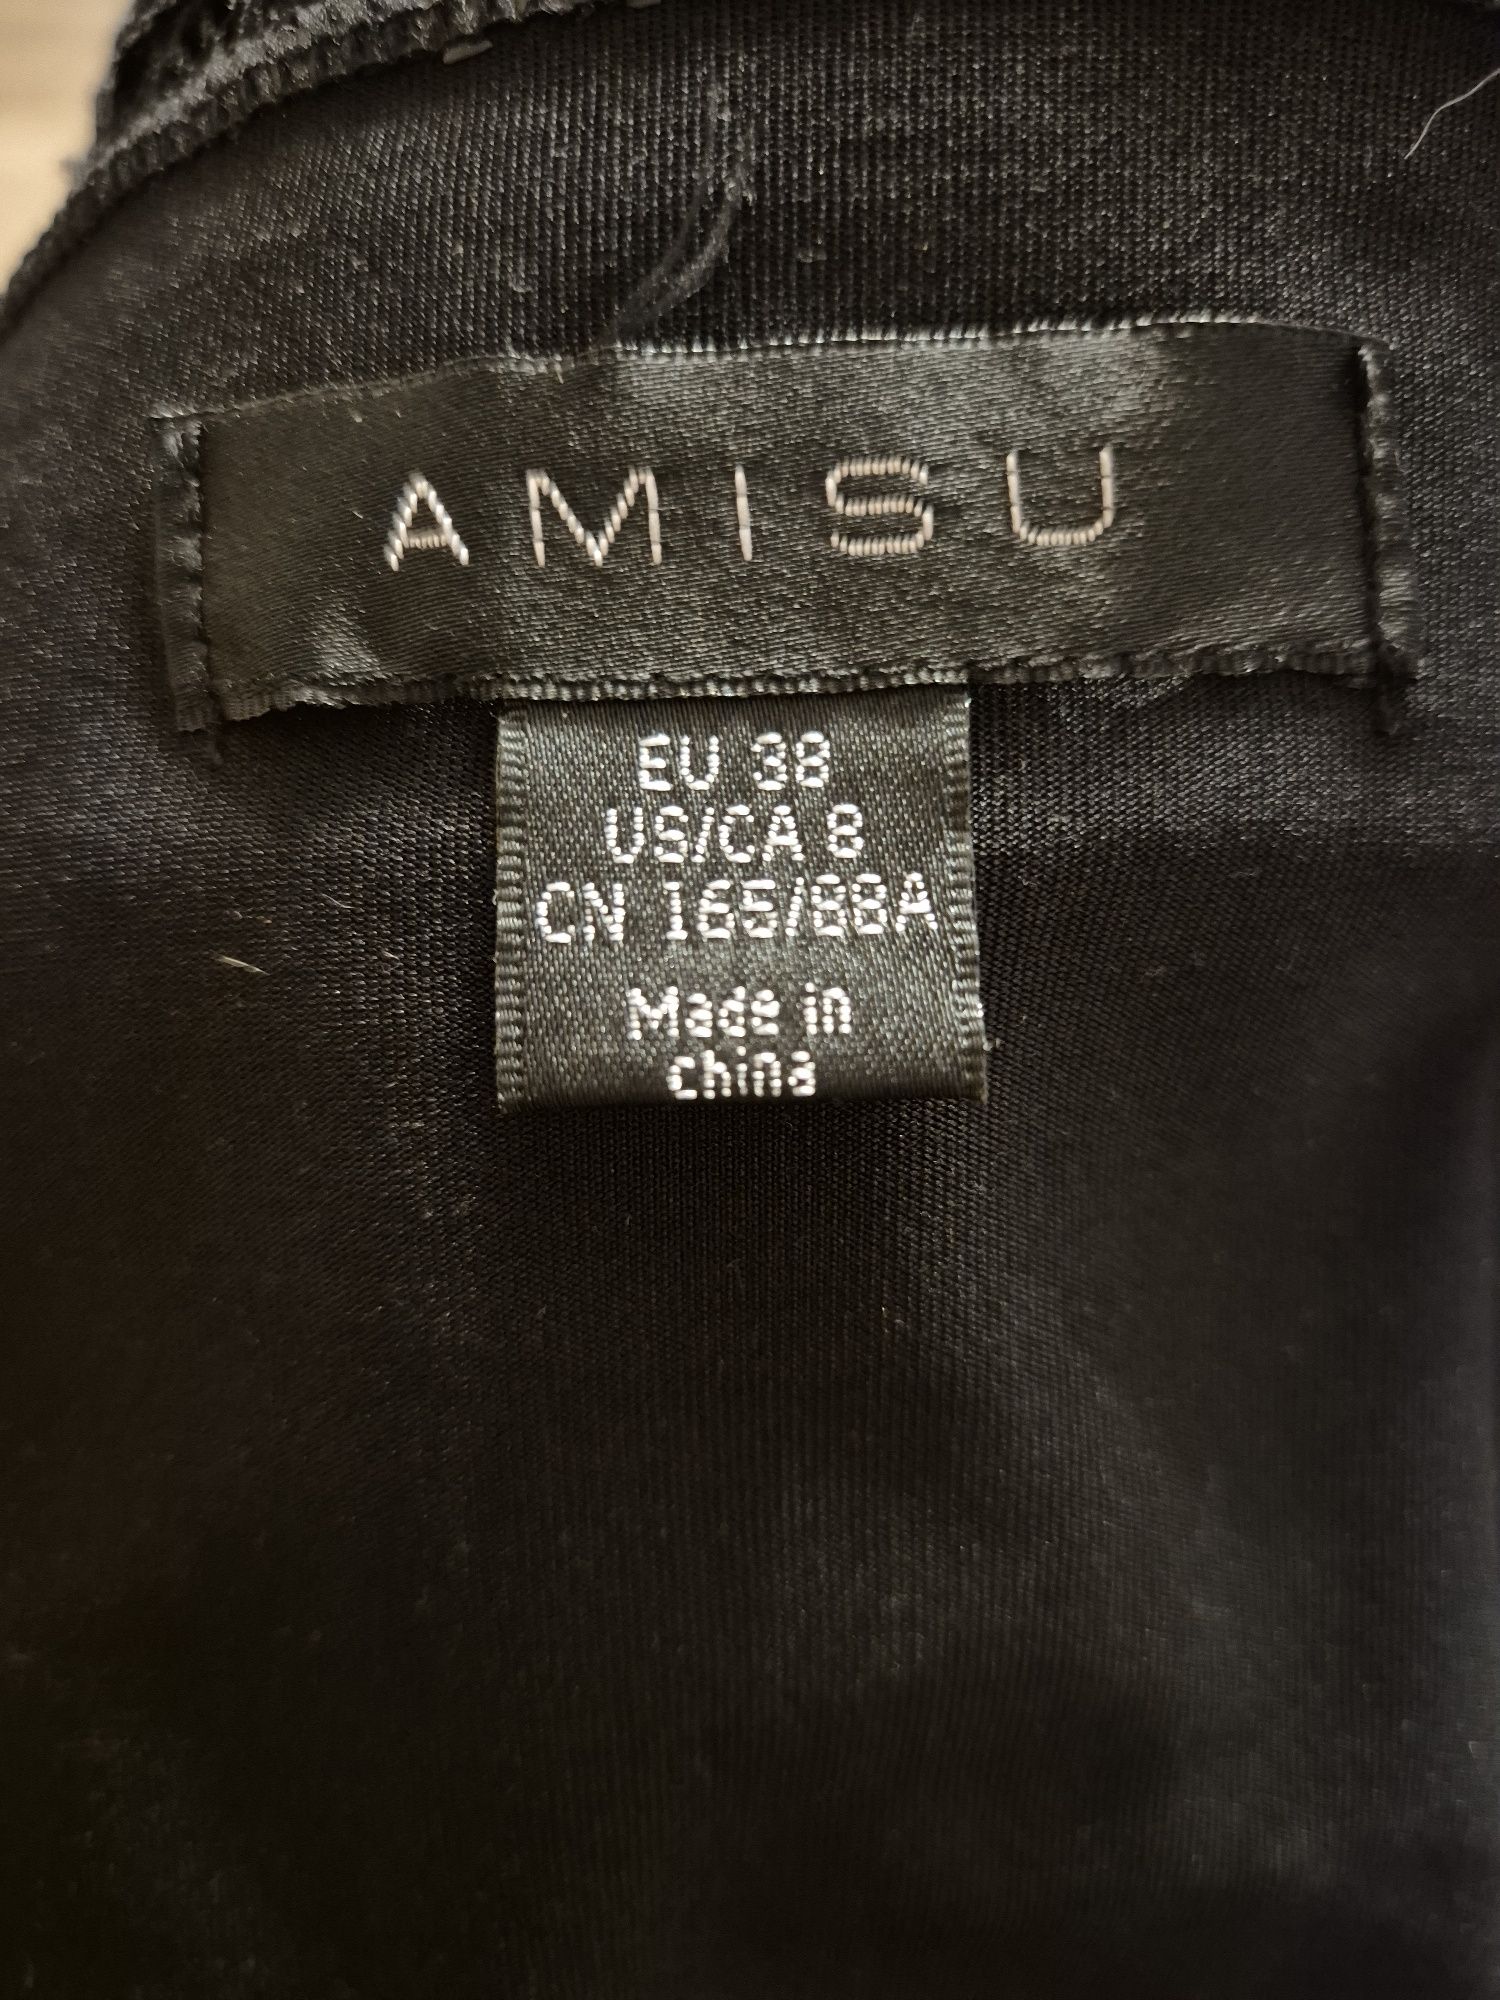 AMISU
EU 38
US/CA 8
CN 165/88A
Made in
china